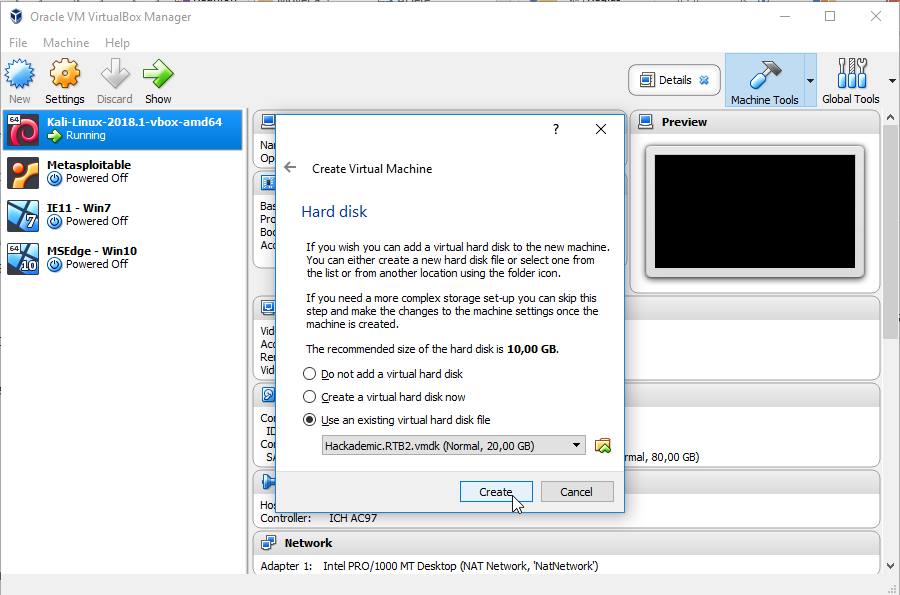 Oracle VM VirtualBox Manager
File Machine Help
New Settings Discard Show
Details
Machine Tools
Global Tools
64
Kali-Linux-2018.1-vbox-amd64
Running
Metasploitable
Powered Off
7
IE11 - Win7
Powered Off
64
10
MSEdge - Win10
Powered Off
Preview
?
Create Virtual Machine
Hard disk
If you wish you can add a virtual hard disk to the new machine.
You can either create a new hard disk file or select one from
the list or from another location using the folder icon.
If you need a more complex storage set-up you can skip this
step and make the changes to the machine settings once the
machine is created.
The recommended size of the hard disk is 10,00 GB.
Do not add a virtual hard disk
Create a virtual hard disk now
Use an existing virtual hard disk file
Hackademic.RTB2.vmdk (Normal, 20,00 GB)
Create Cancel
rmal, 80,00 GB)
Controller: ICH AC97
Network
Adapter 1: Intel PRO/1000 MT Desktop (NAT Network, 'NatNetwork')